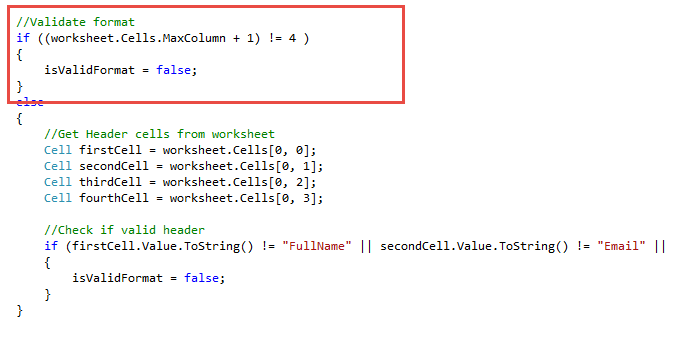 //Validate format
if ((worksheet.Cells.MaxColumn + 1) != 4 )
{
isValidFormat = false;
}
else
{
//Get Header cells from worksheet
Cell firstCell = worksheet.Cells[0, 0];
Cell secondCell = worksheet.Cells[0, 1];
Cell thirdCell = worksheet.Cells[0, 2];
Cell fourthCell = worksheet.Cells[0, 3];
//Check if valid header
if (firstCell.Value.ToString() != "FullName" || secondCell.Value.ToString() != "Email" ||
{
isValidFormat = false;
}
}